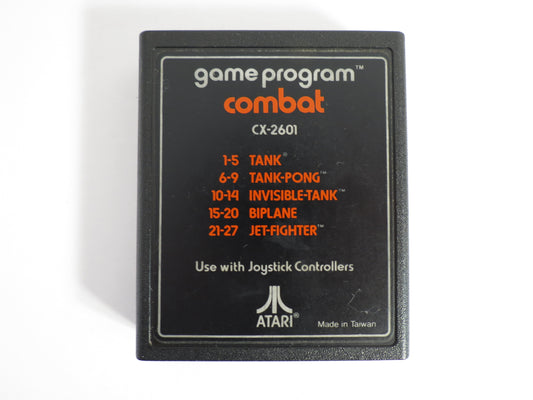 game program™
combat
CX-2601
1-5 TANK®
6-9 TANK-PONG™
10-14 INVISIBLE-TANK™
15-20 BIPLANE
21-27 JET-FIGHTER™
Use with Joystick Controllers
ATARI®
Made in Taiwan